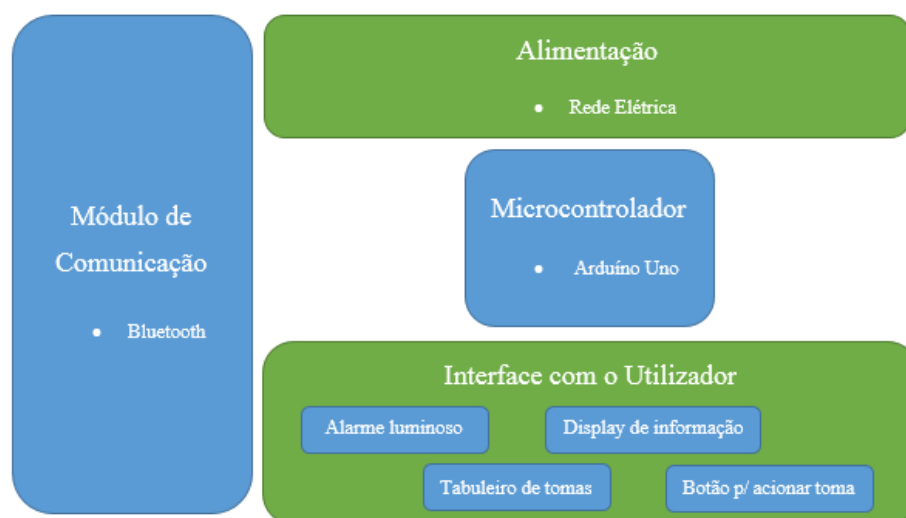 Módulo de
Comunicação
• Bluetooth
Alimentação
• Rede Elétrica
Microcontrolador
• Arduíno Uno
Interface com o Utilizador
Alarme luminoso
Display de informação
Tabuleiro de tomas
Botão p/ acionar toma